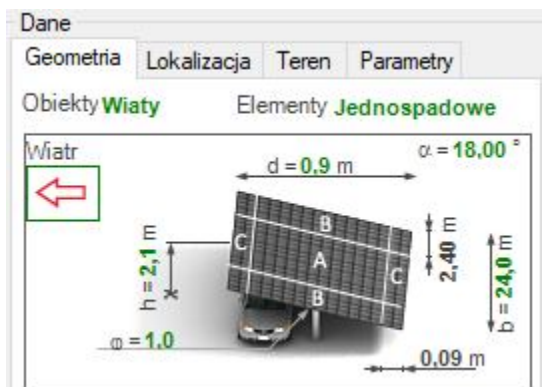 Dane
Geometria Lokalizacja Teren Parametry
Obiekty Wiaty Elementy Jednospadowe
Wiatr α = 18,00 °
d = 0,9 m
B
C A C
B
h = 2,1 m
2,40 m
b = 24,0 m
φ = 1,0
0,09 m